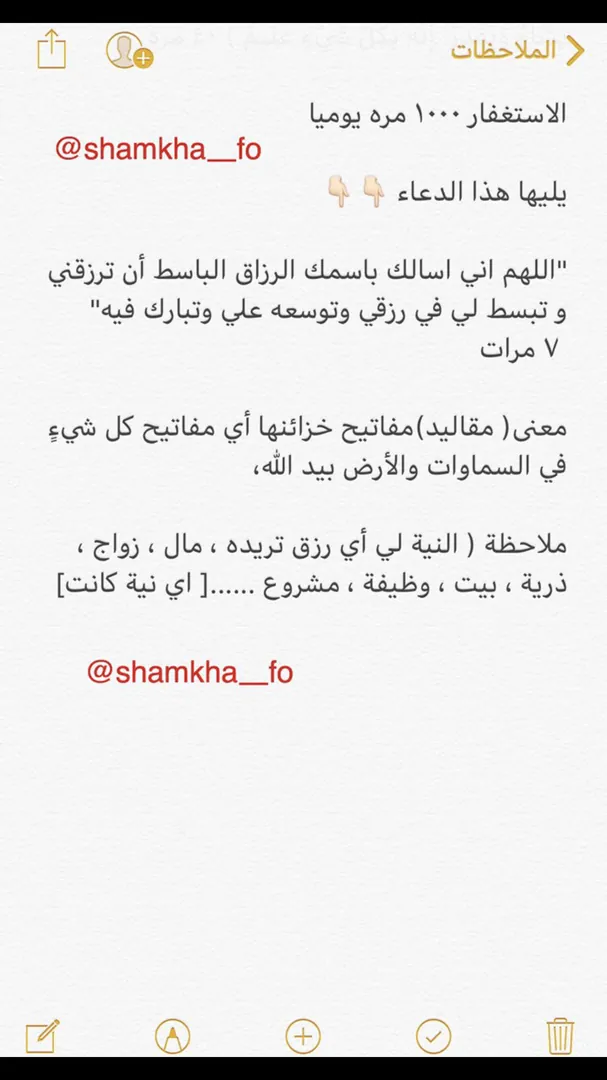 الملاحظات
الاستغفار ١٠٠٠ مره يوميا
@shamkha__fo
يليها هذا الدعاء 👇🏻 👇🏻
"اللهم اني اسالك باسمك الرزاق الباسط أن ترزقني
و تبسط لي في رزقي وتوسعه علي وتبارك فيه"
٧ مرات
معنى( مقاليد)مفاتيح خزائنها أي مفاتيح كل شيءٍ
في السماوات والأرض بيد الله،
ملاحظة ( النية لي أي رزق تريده ، مال ، زواج ،
ذرية ، بيت ، وظيفة ، مشروع ......[ اي نية كانت]
@shamkha__fo